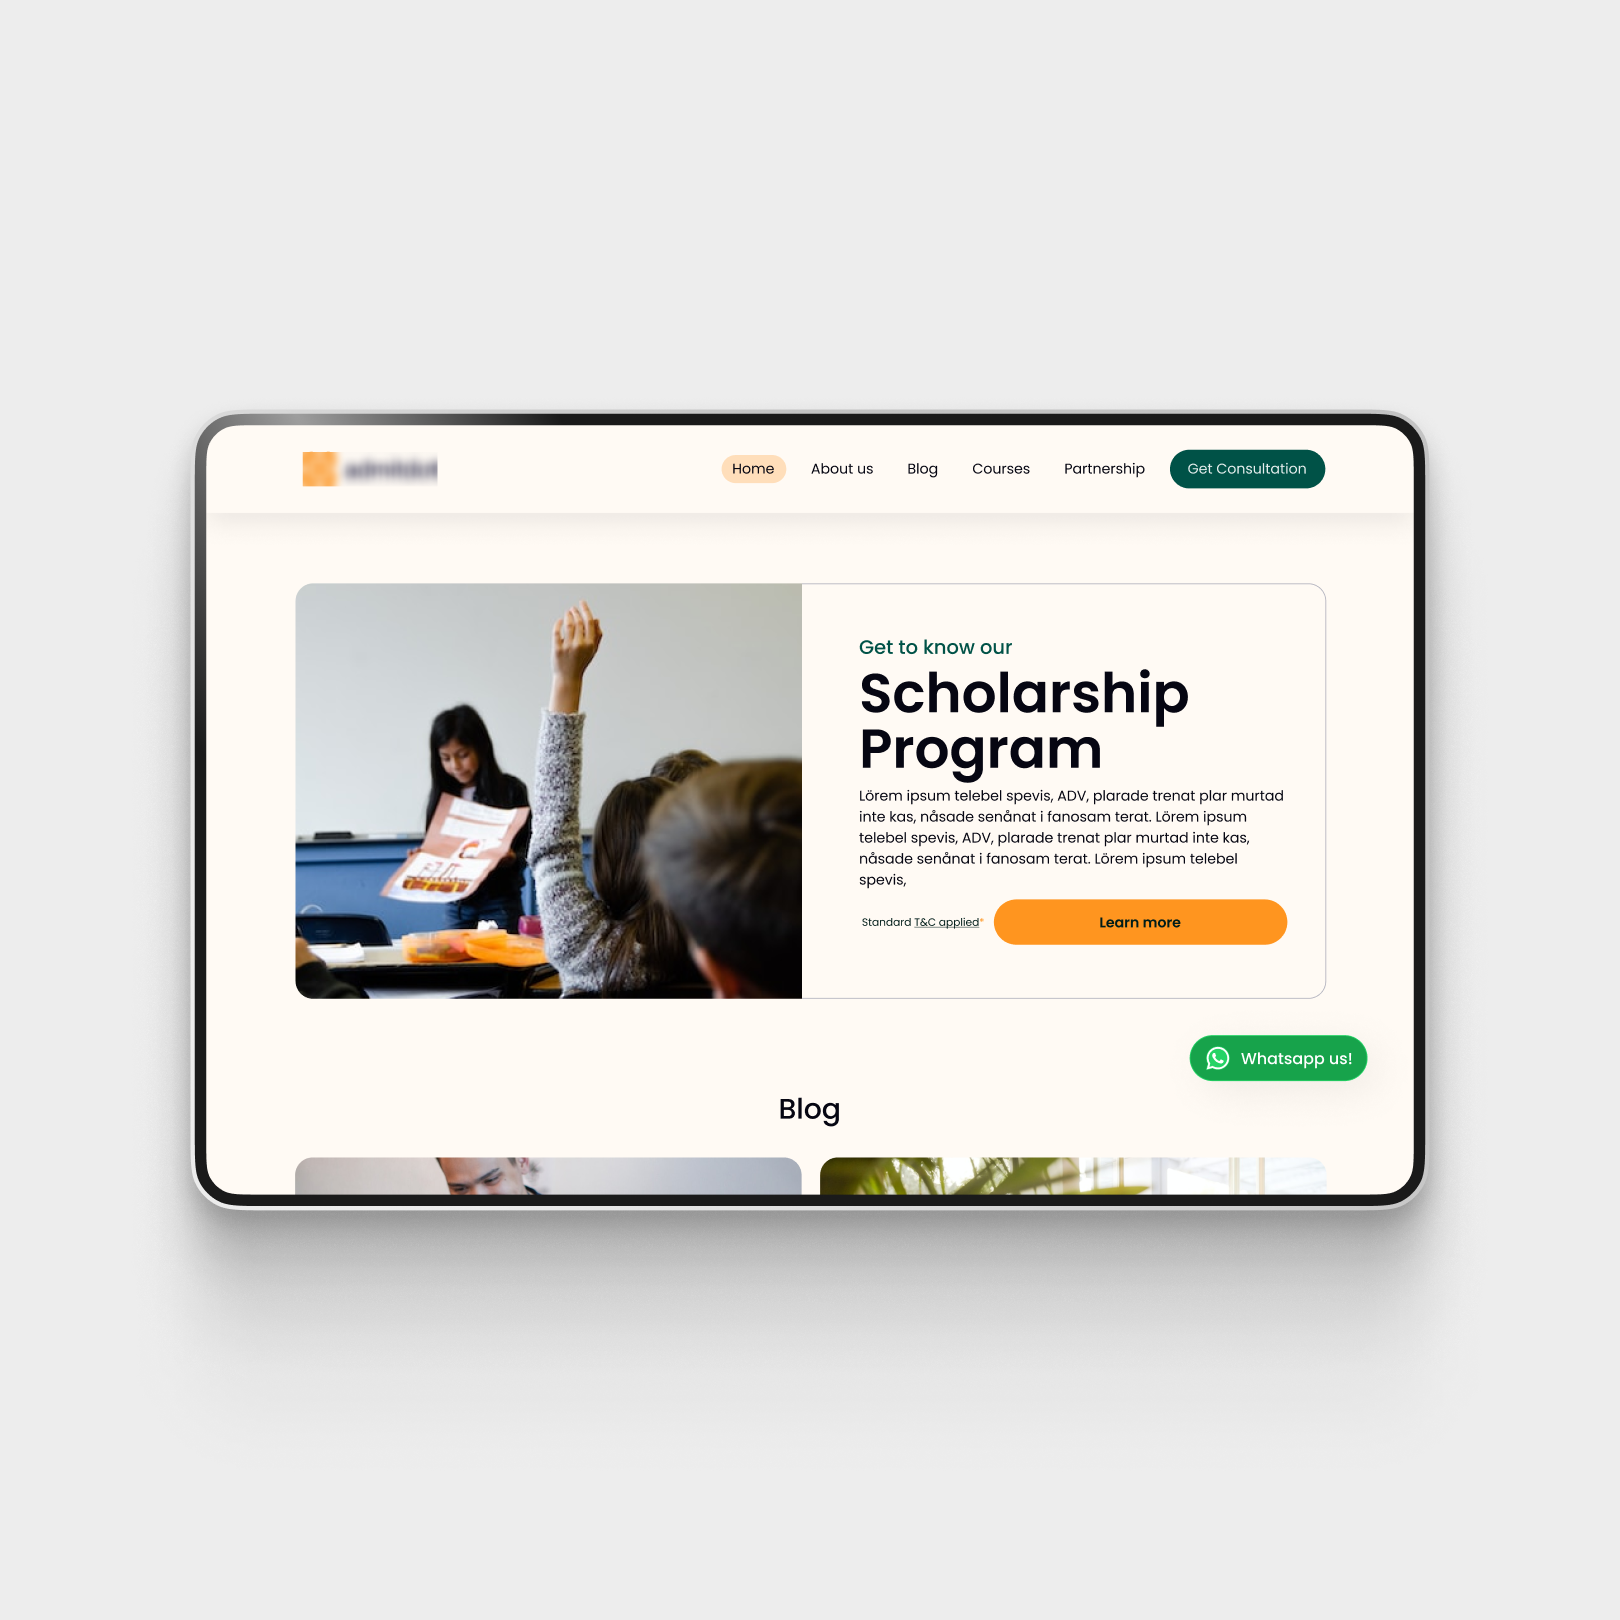 Home About us Blog Courses Partnership Get Consultation
Get to know our
Scholarship
Program
Lörem ipsum telebel spevis, ADV, plarade trenat plar murtad
inte kas, nåsade senånat i fanosam terat. Lörem ipsum
telebel spevis, ADV, plarade trenat plar murtad inte kas,
nåsade senånat i fanosam terat. Lörem ipsum telebel
spevis,
Standard T&C applied* Learn more
Whatsapp us!
Blog